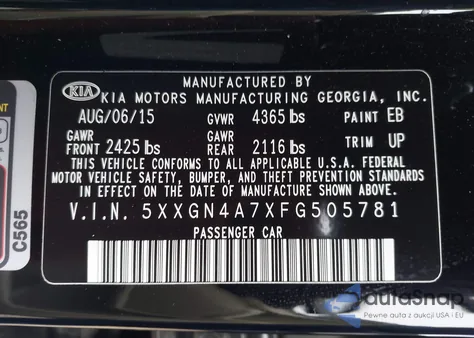 MANUFACTURED BY
KIA KIA MOTORS MANUFACTURING GEORGIA, INC.
AUG/06/15 GVWR 4365 lbs PAINT EB
GAWR GAWR
FRONT 2425 lbs REAR 2116 lbs TRIM UP
THIS VEHICLE CONFORMS TO ALL APPLICABLE U.S.A. FEDERAL
MOTOR VEHICLE SAFETY, BUMPER, AND THEFT PREVENTION STANDARDS
IN EFFECT ON THE DATE OF MANUFACTURE SHOWN ABOVE.
V.I.N. 5XXGN4A7XFG505781
PASSENGER CAR
C565
autoSnap
Pewne auta z aukcji USA i EU